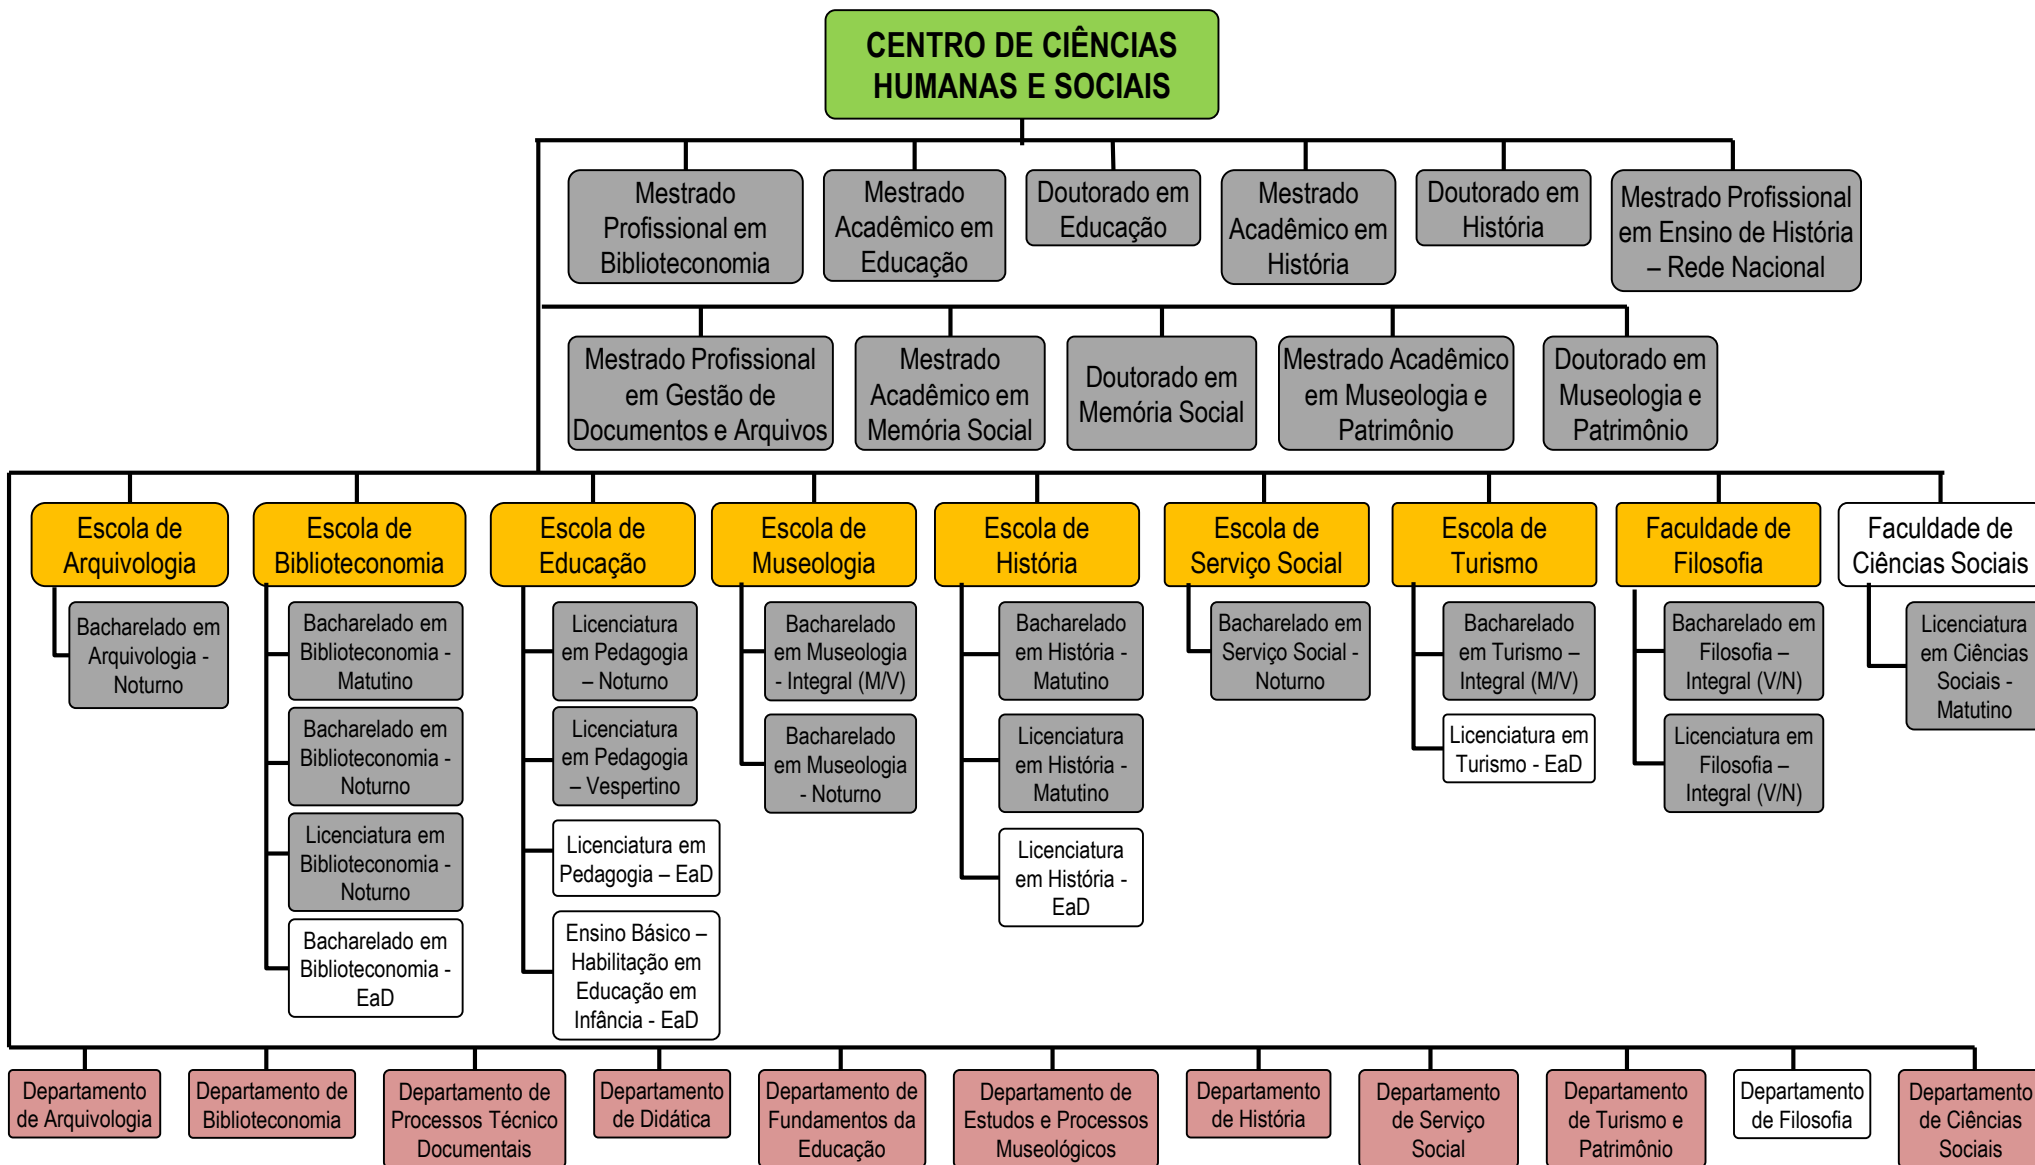 CENTRO DE CIÊNCIAS
HUMANAS E SOCIAIS
Mestrado
Profissional em
Biblioteconomia
Mestrado
Acadêmico em
Educação
Doutorado em
Educação
Mestrado
Acadêmico em
História
Doutorado em
História
Mestrado Profissional
em Ensino de História
– Rede Nacional
Mestrado Profissional
em Gestão de
Documentos e Arquivos
Mestrado
Acadêmico em
Memória Social
Doutorado em
Memória Social
Mestrado Acadêmico
em Museologia e
Patrimônio
Doutorado em
Museologia e
Patrimônio
Escola de
Arquivologia
Escola de
Biblioteconomia
Escola de
Educação
Escola de
Museologia
Escola de
História
Escola de
Serviço Social
Escola de
Turismo
Faculdade de
Filosofia
Faculdade de
Ciências Sociais
Bacharelado em
Arquivologia -
Noturno
Bacharelado em
Biblioteconomia -
Matutino
Bacharelado em
Biblioteconomia -
Noturno
Licenciatura em
Biblioteconomia -
Noturno
Bacharelado em
Biblioteconomia -
EaD
Licenciatura
em Pedagogia
– Noturno
Licenciatura
em Pedagogia
– Vespertino
Licenciatura em
Pedagogia – EaD
Ensino Básico –
Habilitação em
Educação em
Infância - EaD
Bacharelado
em Museologia
- Integral (M/V)
Bacharelado
em Museologia
- Noturno
Bacharelado
em História -
Matutino
Licenciatura
em História -
Matutino
Licenciatura
em História -
EaD
Bacharelado em
Serviço Social -
Noturno
Bacharelado
em Turismo –
Integral (M/V)
Licenciatura em
Turismo - EaD
Bacharelado em
Filosofia –
Integral (V/N)
Licenciatura em
Filosofia –
Integral (V/N)
Licenciatura
em Ciências
Sociais -
Matutino
Departamento
de Arquivologia
Departamento de
Biblioteconomia
Departamento de
Processos Técnico
Documentais
Departamento
de Didática
Departamento de
Fundamentos da
Educação
Departamento de
Estudos e Processos
Museológicos
Departamento
de História
Departamento
de Serviço
Social
Departamento
de Turismo e
Patrimônio
Departamento
de Filosofia
Departamento
de Ciências
Sociais